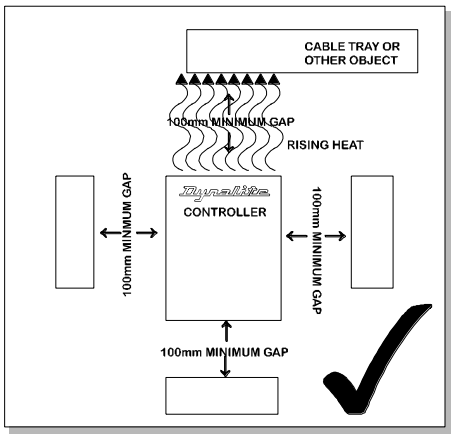 CABLE TRAY OR
OTHER OBJECT
100mm MINIMUM GAP
RISING HEAT
Dynalite
CONTROLLER
100mm MINMUM GAP
100mm MINIMUM GAP
100mm MINIMUM GAP